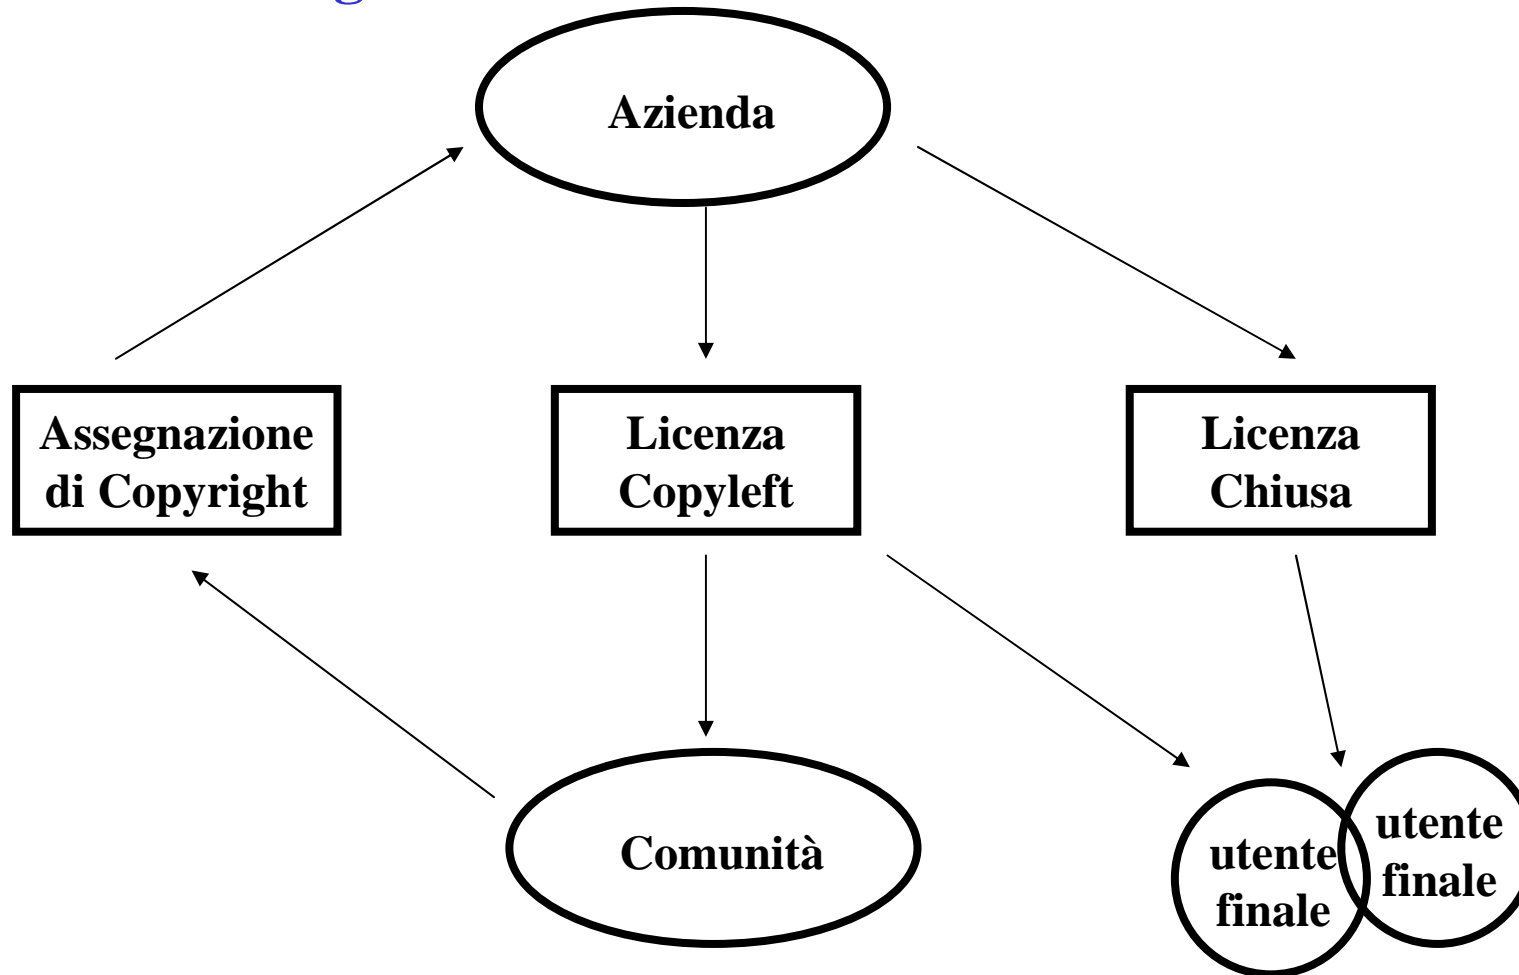 Azienda
Assegnazione
di Copyright
Licenza
Copyleft
Licenza
Chiusa
Comunità
utente
finale
utente
finale